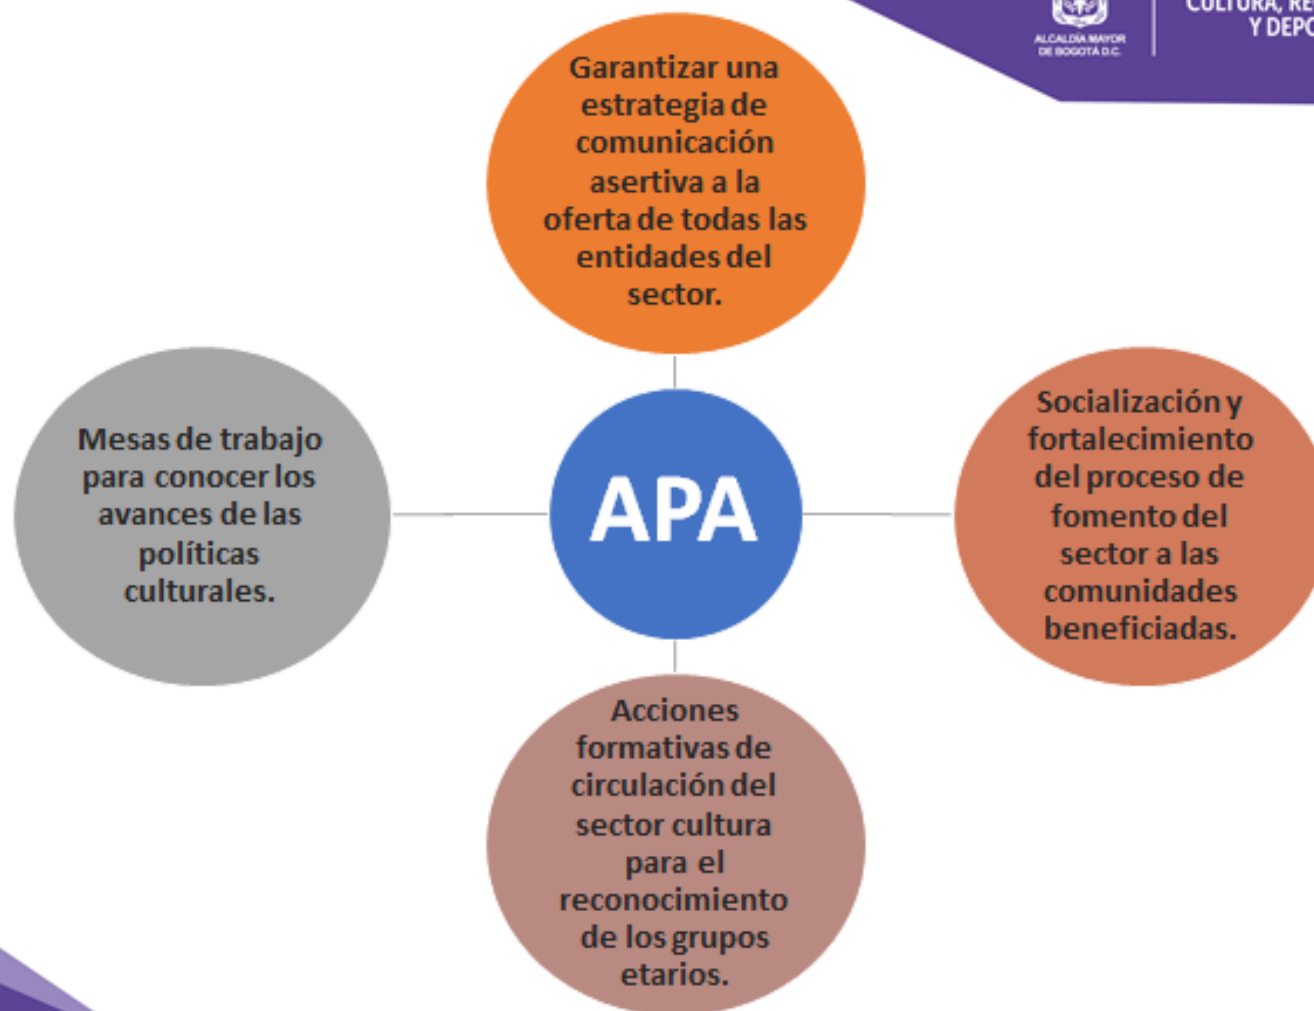 ALCALDÍA MAYOR
DE BOGOTÁ D.C.
CULTURA,
Y
Garantizar una
estrategia de
comunicación
asertiva a la
oferta de todas las
entidades del
sector.
Mesas de trabajo
para conocer los
avances de las
políticas
culturales.
APA
Socialización y
fortalecimiento
del proceso de
fomento del
sector a las
comunidades
beneficiadas.
Acciones
formativas de
circulación del
sector cultura
para el
reconocimiento
de los grupos
etarios.